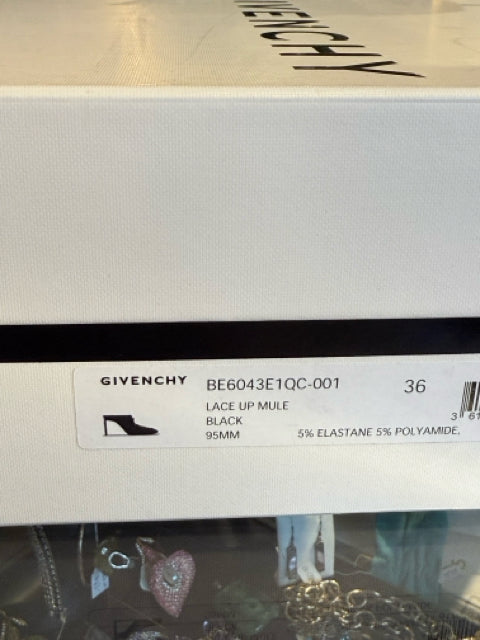 GIVENCHY
GIVENCHY BE6043E1QC-001 36
LACE UP MULE
BLACK
95MM 5% ELASTANE 5% POLYAMIDE.